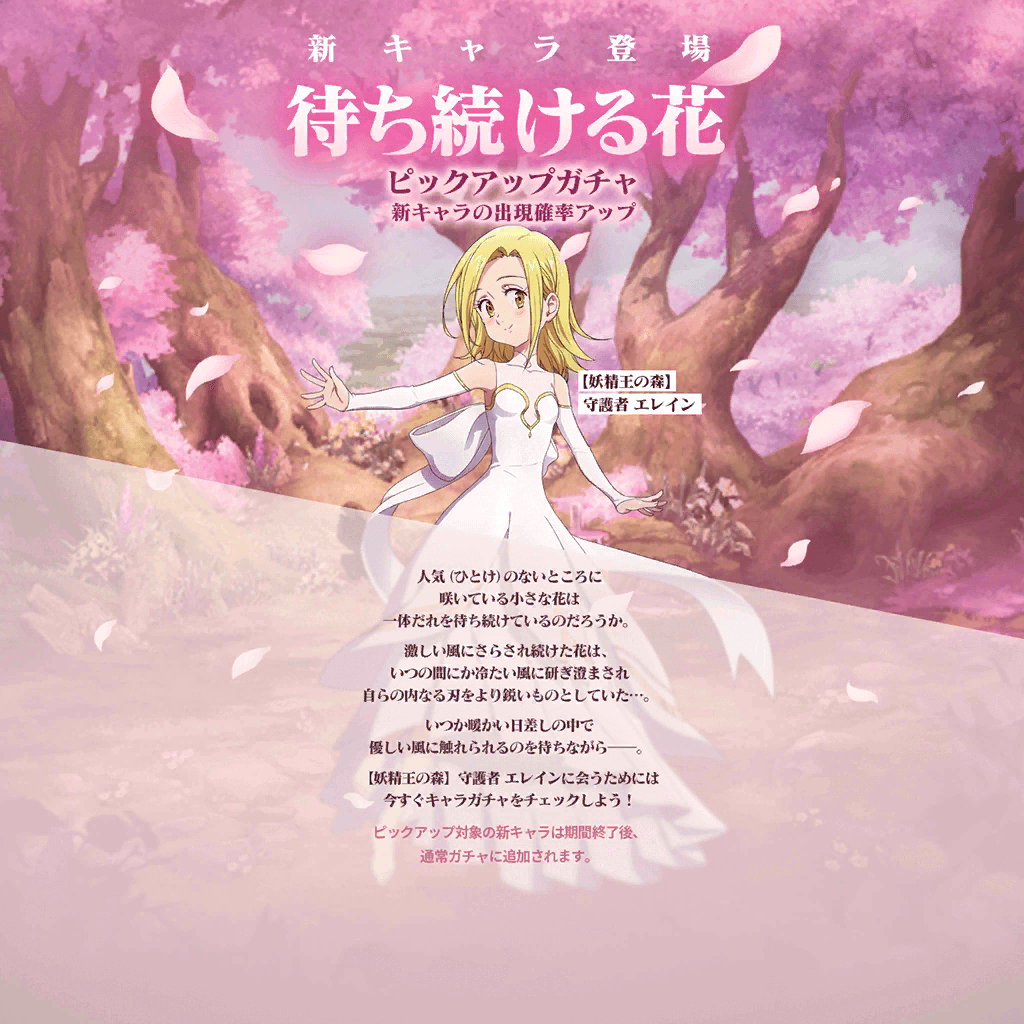 新キャラ登場
待ち続ける花
ピックアップガチャ
新キャラの出現確率アップ
【妖精王の森】
守護者 エレイン
人気（ひとけ）のないところに
咲いている小さな花は
一体だれを待ち続けているのだろうか。
激しい風にさらされ続けた花は、
いつの間にか冷たい風に研ぎ澄まされ
自らの内なる刃をより鋭いものとしていた…。
いつか暖かい日差しの中で
優しい風に触れられるのを待ちながら──。
【妖精王の森】守護者 エレインに会うためには
今すぐキャラガチャをチェックしよう！
ピックアップ対象の新キャラは期間終了後、
通常ガチャに追加されます。